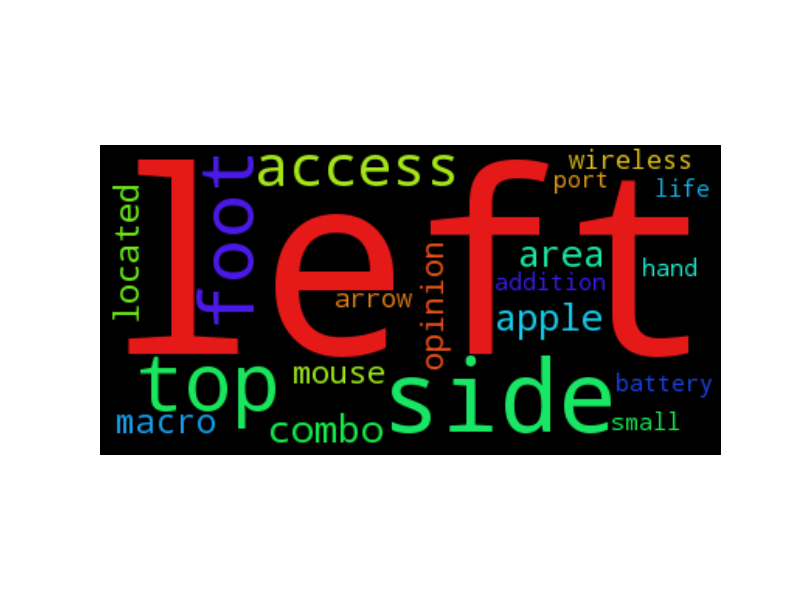 wireless
access
port
life
located
foot
left
opinion
area
hand
addition
arrow
apple
top
mouse
side
battery
macro
combo
small